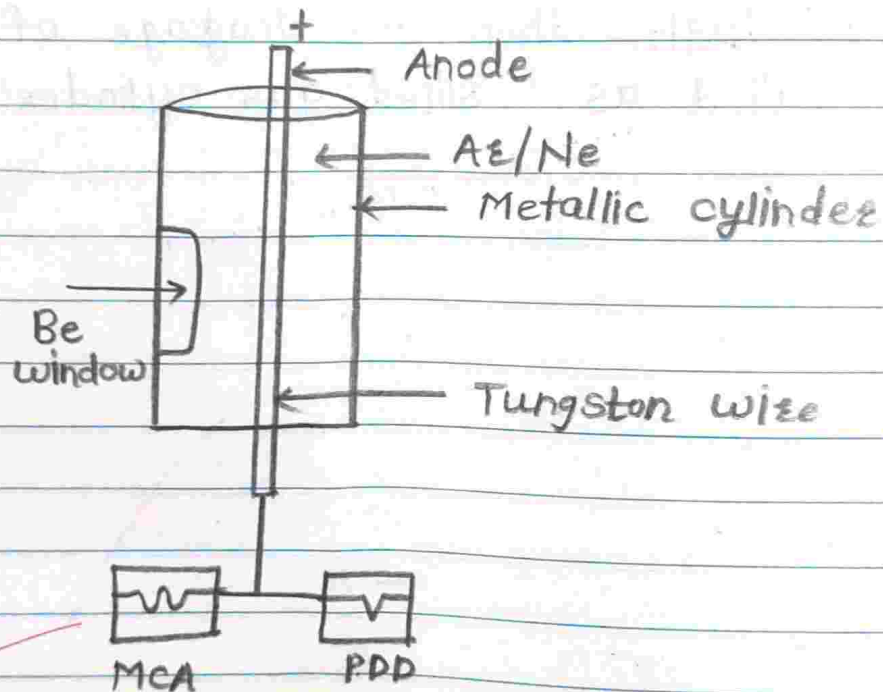 +
Anode
Ar/Ne
Metallic cylinder
Be
window
Tungston wire
MCA
PDD